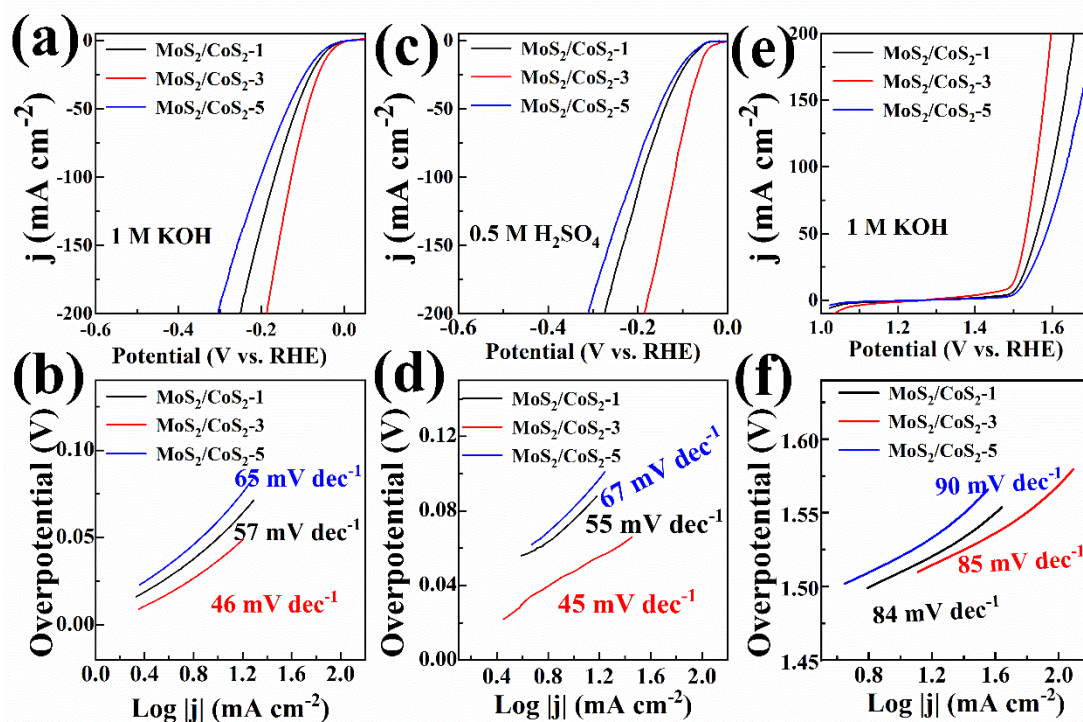 (a)
MoS₂/CoS₂-1
MoS₂/CoS₂-3
MoS₂/CoS₂-5
1 M KOH
0
-50
-100
-150
-200
j (mA cm⁻²)
-0.6 -0.4 -0.2 0.0
Potential (V vs. RHE)
(c)
MoS₂/CoS₂-1
MoS₂/CoS₂-3
MoS₂/CoS₂-5
0.5 M H₂SO₄
0
-50
-100
-150
-200
j (mA cm⁻²)
-0.6 -0.4 -0.2 0.0
Potential (V vs. RHE)
(e)
MoS₂/CoS₂-1
MoS₂/CoS₂-3
MoS₂/CoS₂-5
1 M KOH
200
150
100
50
0
j (mA cm⁻²)
1.0 1.2 1.4 1.6
Potential (V vs. RHE)
(b)
MoS₂/CoS₂-1
MoS₂/CoS₂-3
MoS₂/CoS₂-5
65 mV dec⁻¹
57 mV dec⁻¹
46 mV dec⁻¹
0.10
0.05
0.00
Overpotential (V)
0.0 0.4 0.8 1.2 1.6 2.0
Log |j| (mA cm⁻²)
(d)
MoS₂/CoS₂-1
MoS₂/CoS₂-3
MoS₂/CoS₂-5
67 mV dec⁻¹
55 mV dec⁻¹
45 mV dec⁻¹
0.12
0.08
0.04
0.00
Overpotential (V)
0.4 0.8 1.2 1.6 2.0
Log |j| (mA cm⁻²)
(f)
MoS₂/CoS₂-1
MoS₂/CoS₂-3
MoS₂/CoS₂-5
90 mV dec⁻¹
85 mV dec⁻¹
84 mV dec⁻¹
1.60
1.55
1.50
1.45
Overpotential (V)
0.4 0.8 1.2 1.6 2.0
Log |j| (mA cm⁻²)